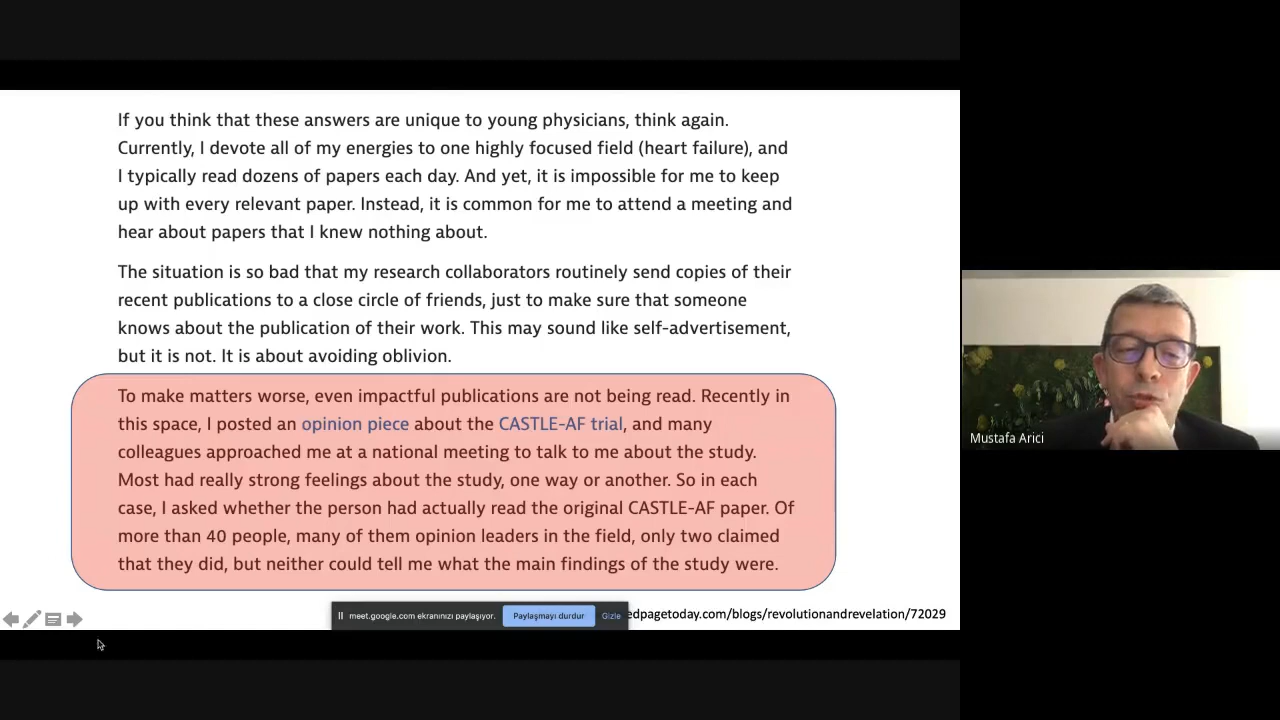 If you think that these answers are unique to young physicians, think again.
Currently, I devote all of my energies to one highly focused field (heart failure), and
I typically read dozens of papers each day. And yet, it is impossible for me to keep
up with every relevant paper. Instead, it is common for me to attend a meeting and
hear about papers that I knew nothing about.
The situation is so bad that my research collaborators routinely send copies of their
recent publications to a close circle of friends, just to make sure that someone
knows about the publication of their work. This may sound like self-advertisement,
but it is not. It is about avoiding oblivion.
To make matters worse, even impactful publications are not being read. Recently in
this space, I posted an opinion piece about the CASTLE-AF trial, and many
colleagues approached me at a national meeting to talk to me about the study.
Most had really strong feelings about the study, one way or another. So in each
case, I asked whether the person had actually read the original CASTLE-AF paper. Of
more than 40 people, many of them opinion leaders in the field, only two claimed
that they did, but neither could tell me what the main findings of the study were.
meet.google.com ekranınızı paylaşıyor. Paylaşmayı durdur Gizle
edpagetoday.com/blogs/revolutionandrevelation/72029
Mustafa Arici